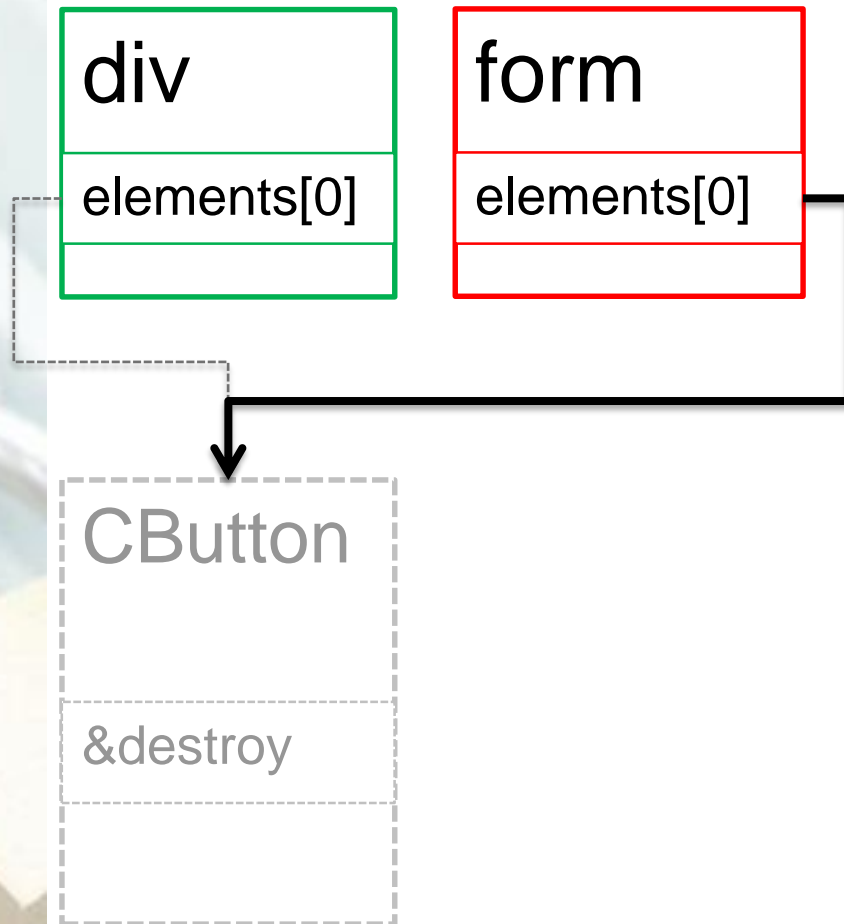 div
elements[0]
form
elements[0]
CButton
&destroy